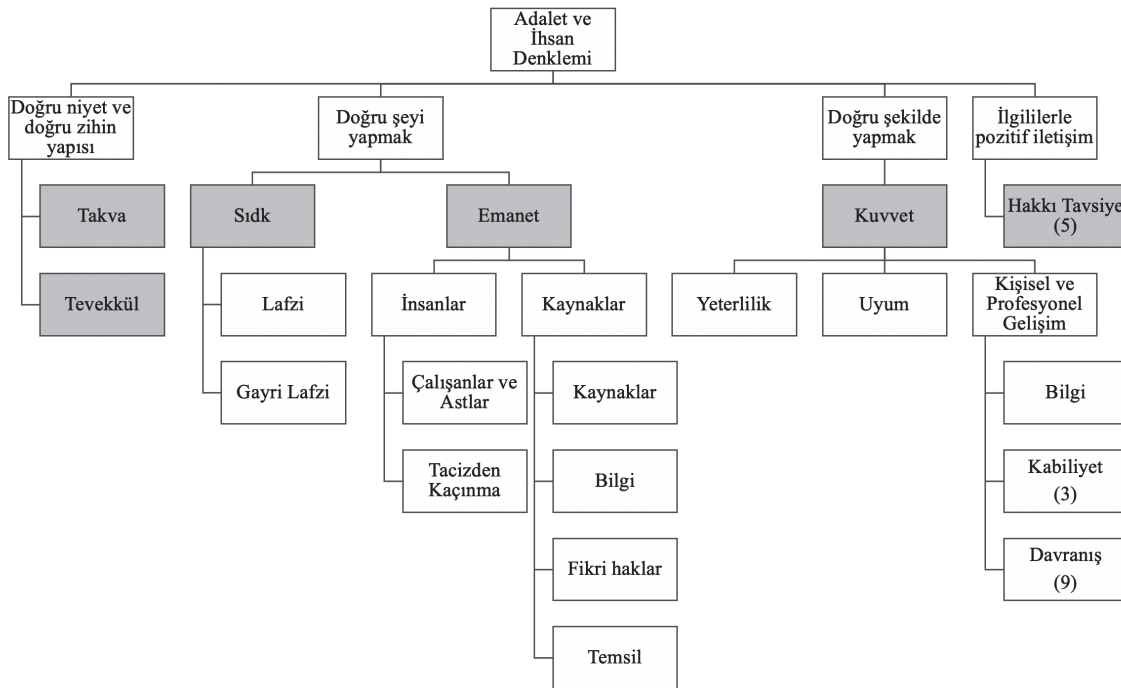 Adalet ve
İhsan
Denklemi
Doğru niyet ve
doğru zihin
yapısı
Doğru şeyi
yapmak
Doğru şekilde
yapmak
İlgililerle
pozitif iletişim
Takva
Sıdk
Emanet
Kuvvet
Hakkı Tavsiye
(5)
Tevekkül
Lafzi
İnsanlar
Kaynaklar
Yeterlilik
Uyum
Kişisel ve
Profesyonel
Gelişim
Gayri Lafzi
Çalışanlar ve
Astlar
Kaynaklar
Bilgi
Tacizden
Kaçınma
Bilgi
Kabiliyet
(3)
Fikri haklar
Davranış
(9)
Temsil